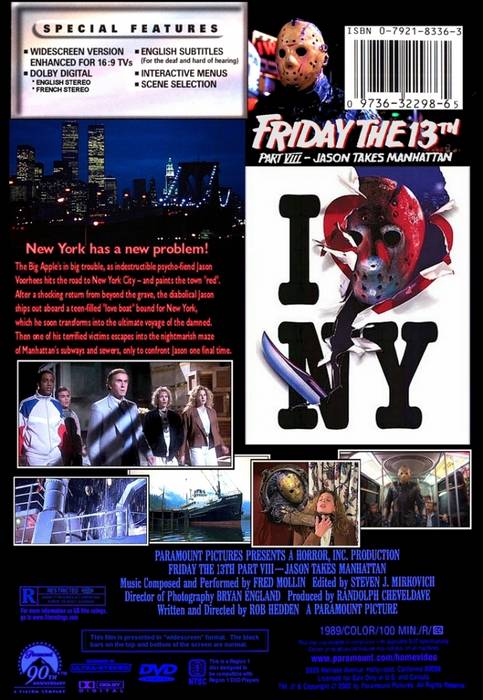 SPECIAL FEATURES
WIDESCREEN VERSION
ENHANCED FOR 16:9 TVs
DOLBY DIGITAL
* ENGLISH STEREO
* FRENCH STEREO
ENGLISH SUBTITLES
(For the deaf and hard of hearing)
INTERACTIVE MENUS
SCENE SELECTION
ISBN 0-7921-8336-3
0 9736-32298-6 5
FRIDAY THE 13TH
PART VIII – JASON TAKES MANHATTAN
I
NY
New York has a new problem!
The Big Apple's in big trouble, as indestructible psycho-fiend Jason
Voorhees hits the road to New York City – and paints the town "red".
After a shocking return from beyond the grave, the diabolical Jason
ships out aboard a teen-filled "love boat" bound for New York,
which he soon transforms into the ultimate voyage of the damned.
Then one of his terrified victims escapes into the nightmarish maze
of Manhattan's subways and sewers, only to confront Jason one final time.
PARAMOUNT PICTURES PRESENTS A HORROR, INC. PRODUCTION
FRIDAY THE 13TH PART VIII—JASON TAKES MANHATTAN
Music Composed and Performed by FRED MOLLIN Edited by STEVEN J. MIRKOVICH
Director of Photography BRYAN ENGLAND Produced by RANDOLPH CHEVELDAVE
Written and Directed by ROB HEDDEN A PARAMOUNT PICTURE
R RESTRICTED
1989/COLOR/100 MIN./R/
This film is presented in "widescreen" format. The black
bars on the top and bottom of the screen are normal.
www.paramount.com/homevideo
Paramount
90TH
ANNIVERSARY
DOLBY
DIGITAL
DVD
NTSC